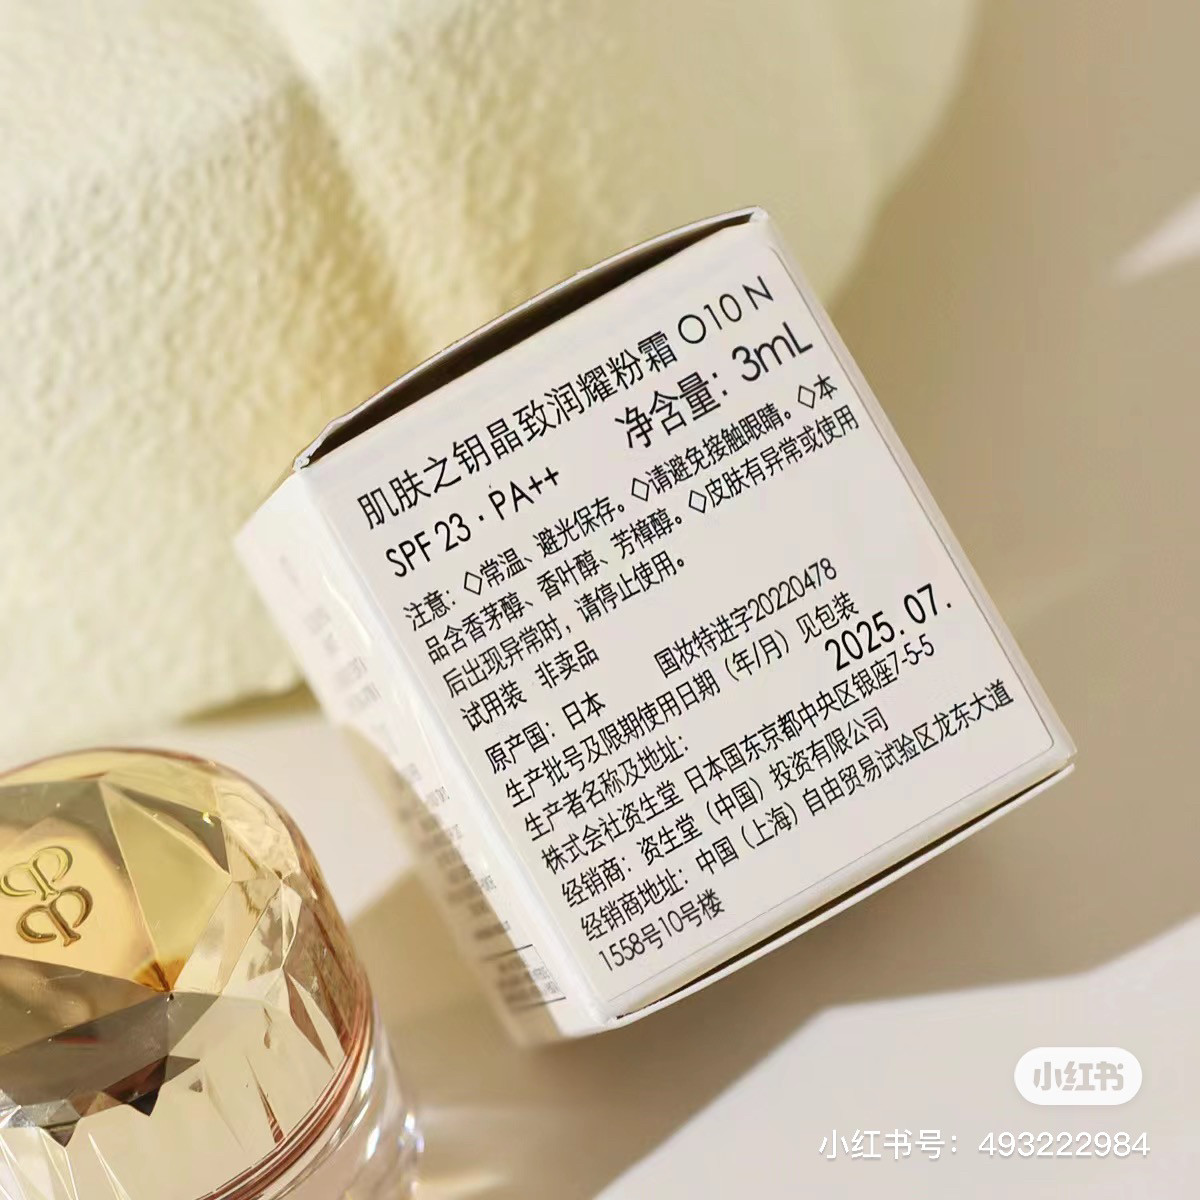 肌肤之钥晶致润耀粉霜 O10 N
净含量：3mL
SPF 23・PA++
注意：◇常温、避光保存。◇请避免接触眼睛。◇本
品含香茅醇、香叶醇、芳樟醇。◇皮肤有异常或使用
后出现异常时，请停止使用。
试用装 非卖品
国妆特进字20220478
原产国：日本
生产批号及限期使用日期（年/月）见包装
2025.07.
生产者名称及地址：
株式会社资生堂 日本国东京都中央区银座7-5-5
经销商：资生堂（中国）投资有限公司
经销商地址：中国（上海）自由贸易试验区龙东大道
1558号10号楼
小红书
小红书号：493222984